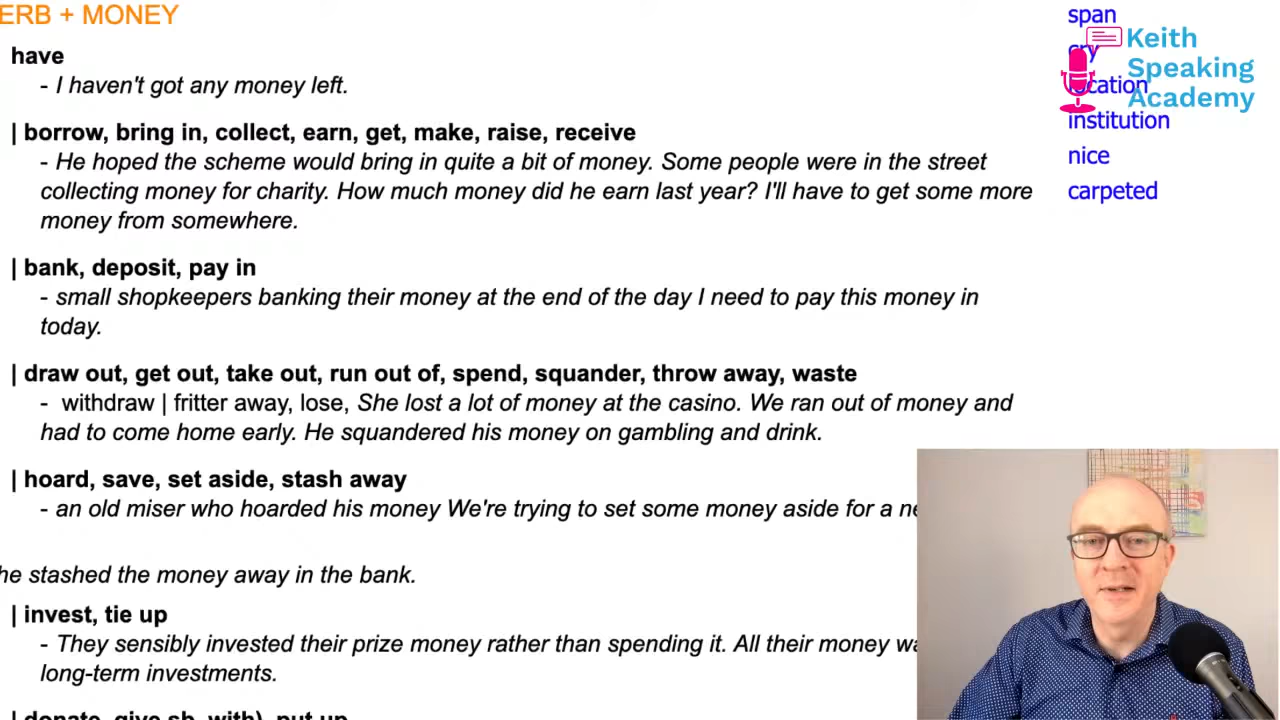 ERB + MONEY
have
- I haven't got any money left.
| borrow, bring in, collect, earn, get, make, raise, receive
- He hoped the scheme would bring in quite a bit of money. Some people were in the street
collecting money for charity. How much money did he earn last year? I'll have to get some more
money from somewhere.
| bank, deposit, pay in
- small shopkeepers banking their money at the end of the day I need to pay this money in
today.
| draw out, get out, take out, run out of, spend, squander, throw away, waste
- withdraw | fritter away, lose, She lost a lot of money at the casino. We ran out of money and
had to come home early. He squandered his money on gambling and drink.
| hoard, save, set aside, stash away
- an old miser who hoarded his money We're trying to set some money aside for a ne
he stashed the money away in the bank.
| invest, tie up
- They sensibly invested their prize money rather than spending it. All their money wa
long-term investments.
| donate, give sb, with), put up
span
cry
location
institution
nice
carpeted
Keith
Speaking
Academy